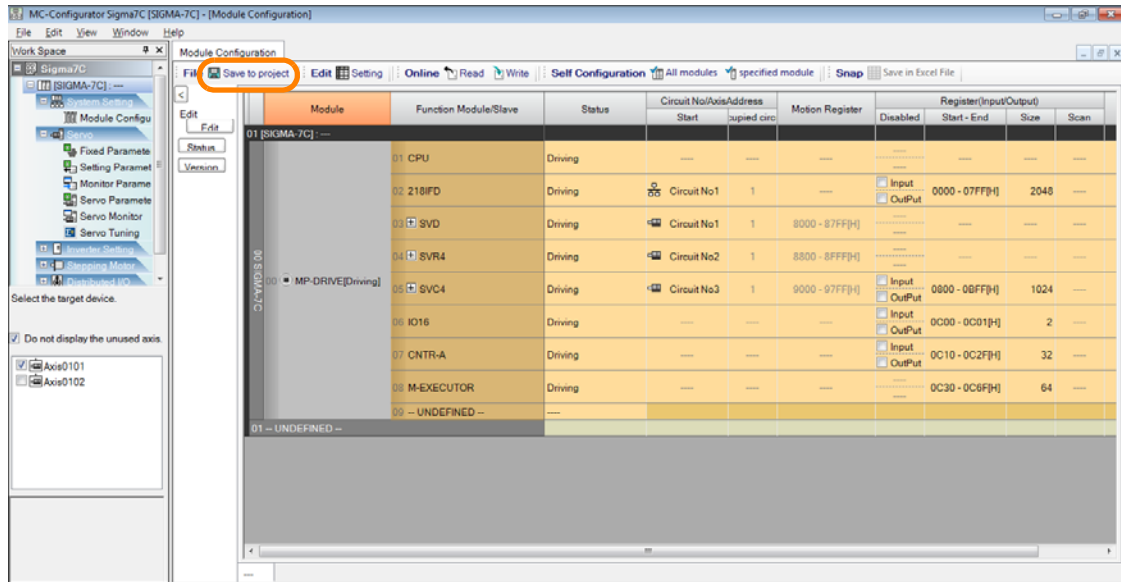 MC-Configurator Sigma7C [SIGMA-7C] - [Module Configuration]
File Edit View Window Help
Work Space
Sigma7C
[SIGMA-7C] : ---
System Setting
Module Configu
Servo
Fixed Paramete
Setting Paramet
Monitor Parame
Servo Paramete
Servo Monitor
Servo Tuning
Inverter Setting
Stepping Motor
Distributed I/O
Select the target device.
Do not display the unused axis.
Axis0101
Axis0102
Module Configuration
File Save to project Edit Setting Online Read Write Self Configuration All modules specified module Snap Save in Excel File
<
Edit
Edit
Status
Version
Module Function Module/Slave Status Circuit No/AxisAddress Motion Register Register(Input/Output)
Start cupied circ Disabled Start - End Size Scan
01 [SIGMA-7C] : ---
00 SIGMA-7C
00 MP-DRIVE[Driving]
01 CPU Driving ---- ---- ---- ---- ---- ---- ---- ----
02 218IFD Driving Circuit No1 1 ---- Input OutPut 0000 - 07FF[H] 2048 ----
03 SVD Driving Circuit No1 1 8000 - 87FF[H] ---- ---- ---- ---- ----
04 SVR4 Driving Circuit No2 1 8800 - 8FFF[H] ---- ---- ---- ---- ----
05 SVC4 Driving Circuit No3 1 9000 - 97FF[H] Input OutPut 0800 - 0BFF[H] 1024 ----
06 IO16 Driving ---- ---- ---- Input OutPut 0C00 - 0C01[H] 2 ----
07 CNTR-A Driving ---- ---- ---- Input OutPut 0C10 - 0C2F[H] 32 ----
08 M-EXECUTOR Driving ---- ---- ---- ---- ---- 0C30 - 0C6F[H] 64 ----
09 -- UNDEFINED -- ----
01 -- UNDEFINED --
----